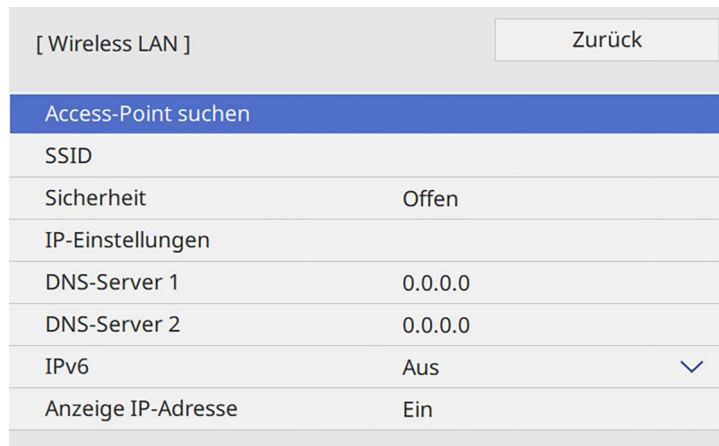 [ Wireless LAN ] Zurück
Access-Point suchen
SSID
Sicherheit Offen
IP-Einstellungen
DNS-Server 1 0.0.0.0
DNS-Server 2 0.0.0.0
IPv6 Aus
Anzeige IP-Adresse Ein